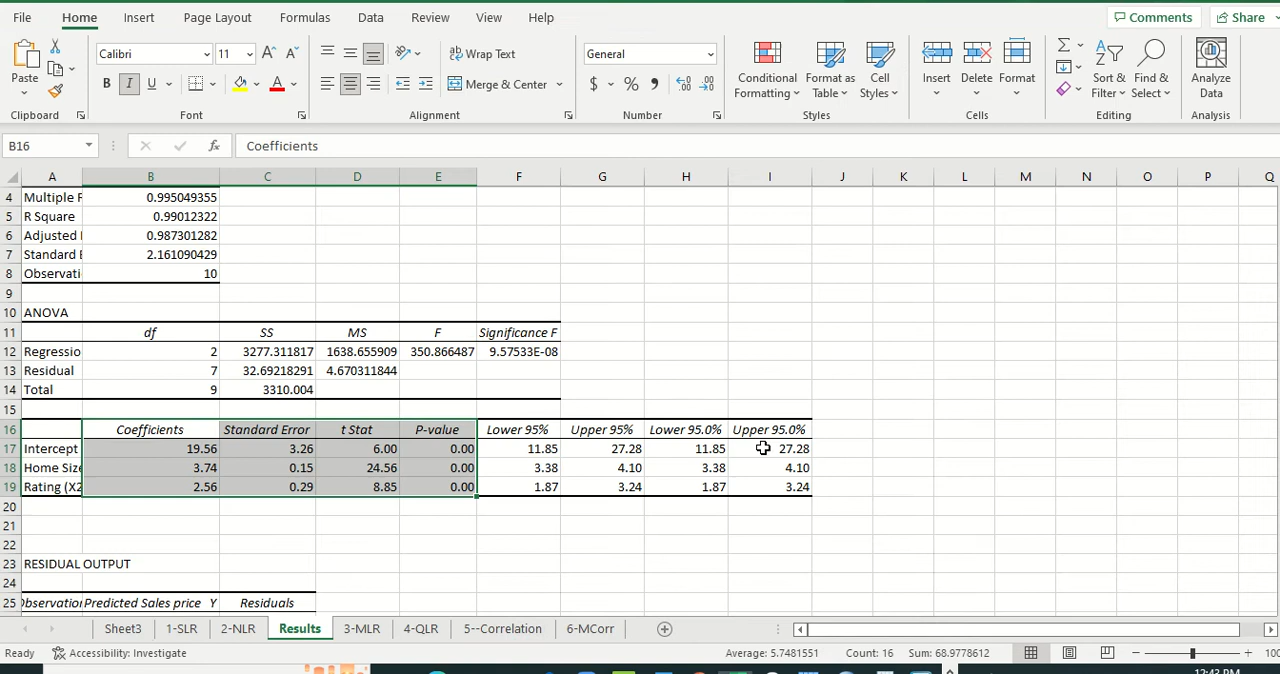 File Home Insert Page Layout Formulas Data Review View Help Comments Share
Paste Calibri 11 A A Wrap Text General Conditional Formatting Format as Table Cell Styles Insert Delete Format Sort & Filter Find & Select Analyze Data
B I U A Merge & Center $ % 9
Clipboard Font Alignment Number Styles Cells Editing Analysis
B16 fx Coefficients
A B C D E F G H I J K L M N O P Q
4 Multiple R 0.995049355
5 R Square 0.99012322
6 Adjusted 0.987301282
7 Standard E 2.161090429
8 Observati 10
9
10 ANOVA
11 df SS MS F Significance F
12 Regressio 2 3277.311817 1638.655909 350.866487 9.57533E-08
13 Residual 7 32.69218291 4.670311844
14 Total 9 3310.004
15
16 Coefficients Standard Error t Stat P-value Lower 95% Upper 95% Lower 95.0% Upper 95.0%
17 Intercept 19.56 3.26 6.00 0.00 11.85 27.28 11.85 27.28
18 Home Size 3.74 0.15 24.56 0.00 3.38 4.10 3.38 4.10
19 Rating (X2 2.56 0.29 8.85 0.00 1.87 3.24 1.87 3.24
20
21
22
23 RESIDUAL OUTPUT
24
25 Observation Predicted Sales price Y Residuals
Sheet3 1-SLR 2-NLR Results 3-MLR 4-QLR 5--Correlation 6-MCorr
Ready Accessibility: Investigate Average: 5.7481551 Count: 16 Sum: 68.9778612 100
12:43 PM